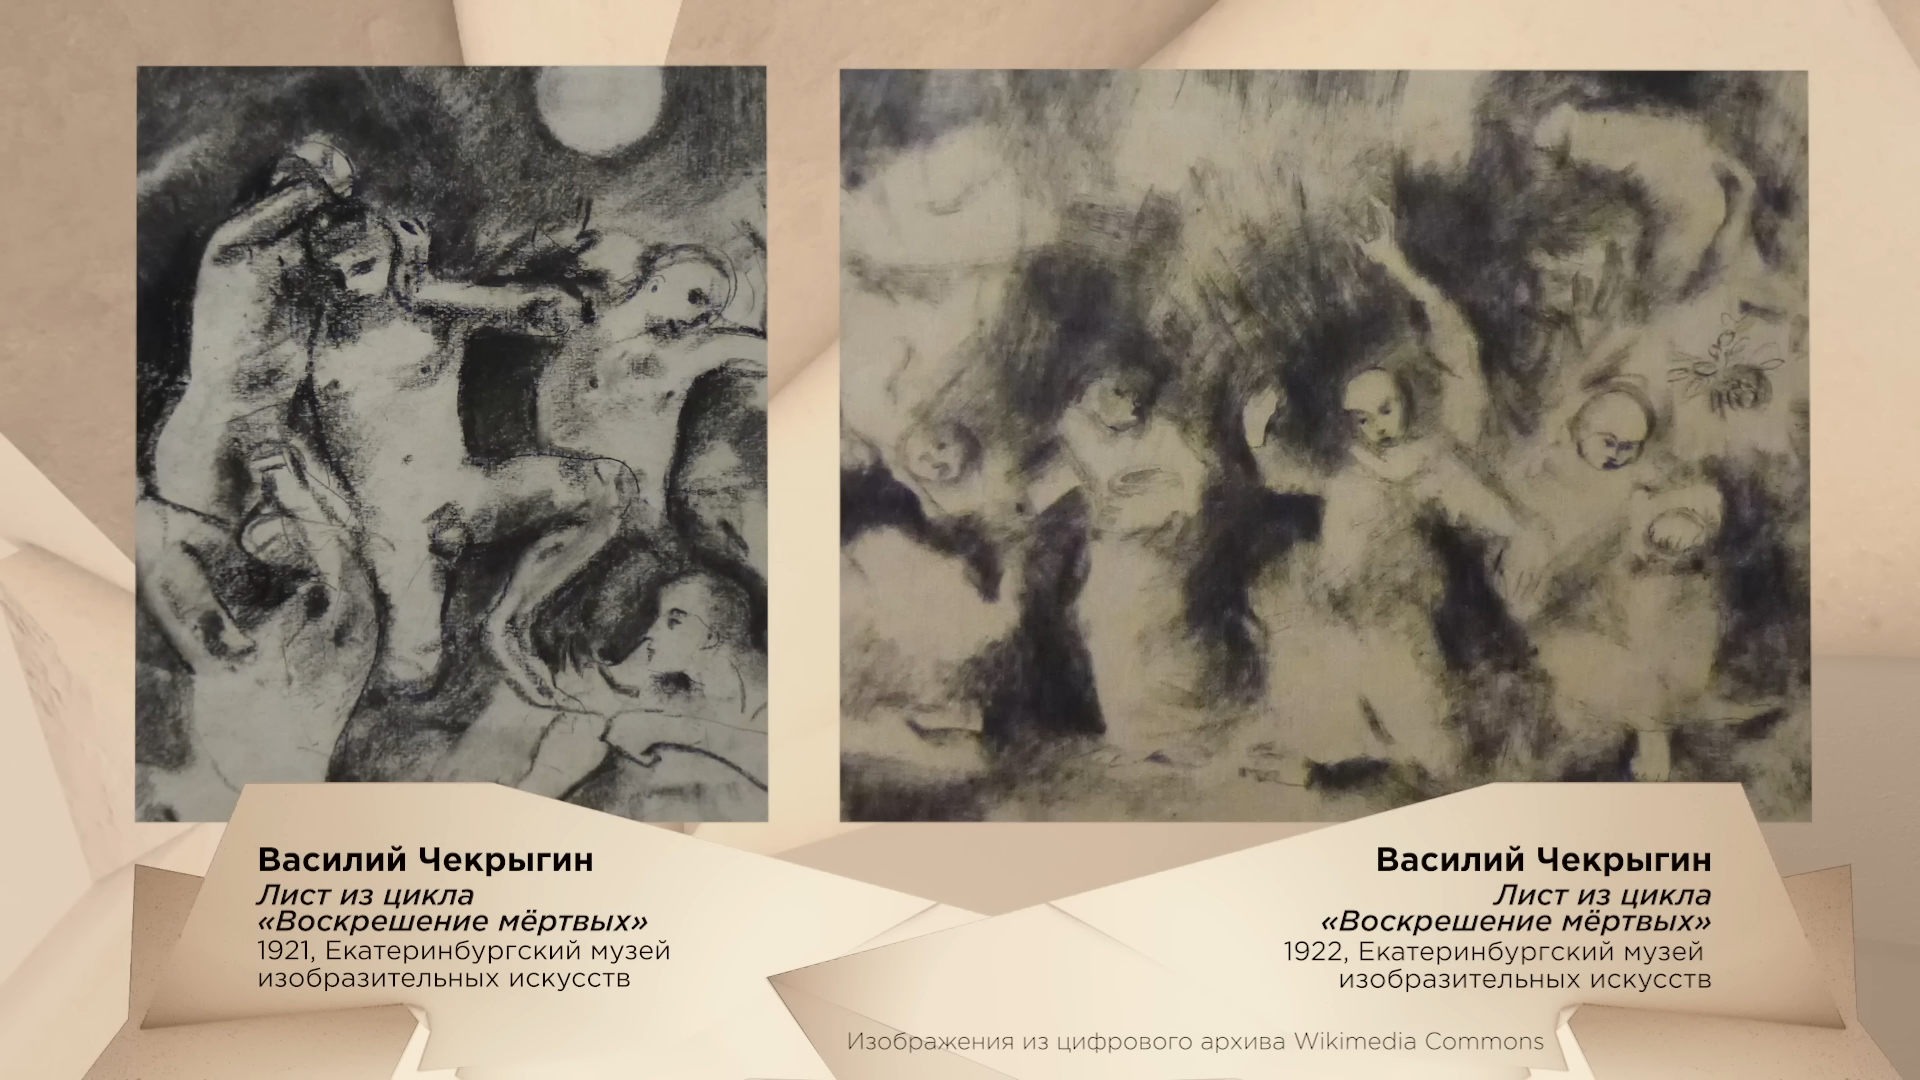 Василий Чекрыгин
Лист из цикла
«Воскрешение мёртвых»
1921, Екатеринбургский музей
изобразительных искусств
Василий Чекрыгин
Лист из цикла
«Воскрешение мёртвых»
1922, Екатеринбургский музей
изобразительных искусств
Изображения из цифрового архива Wikimedia Commons